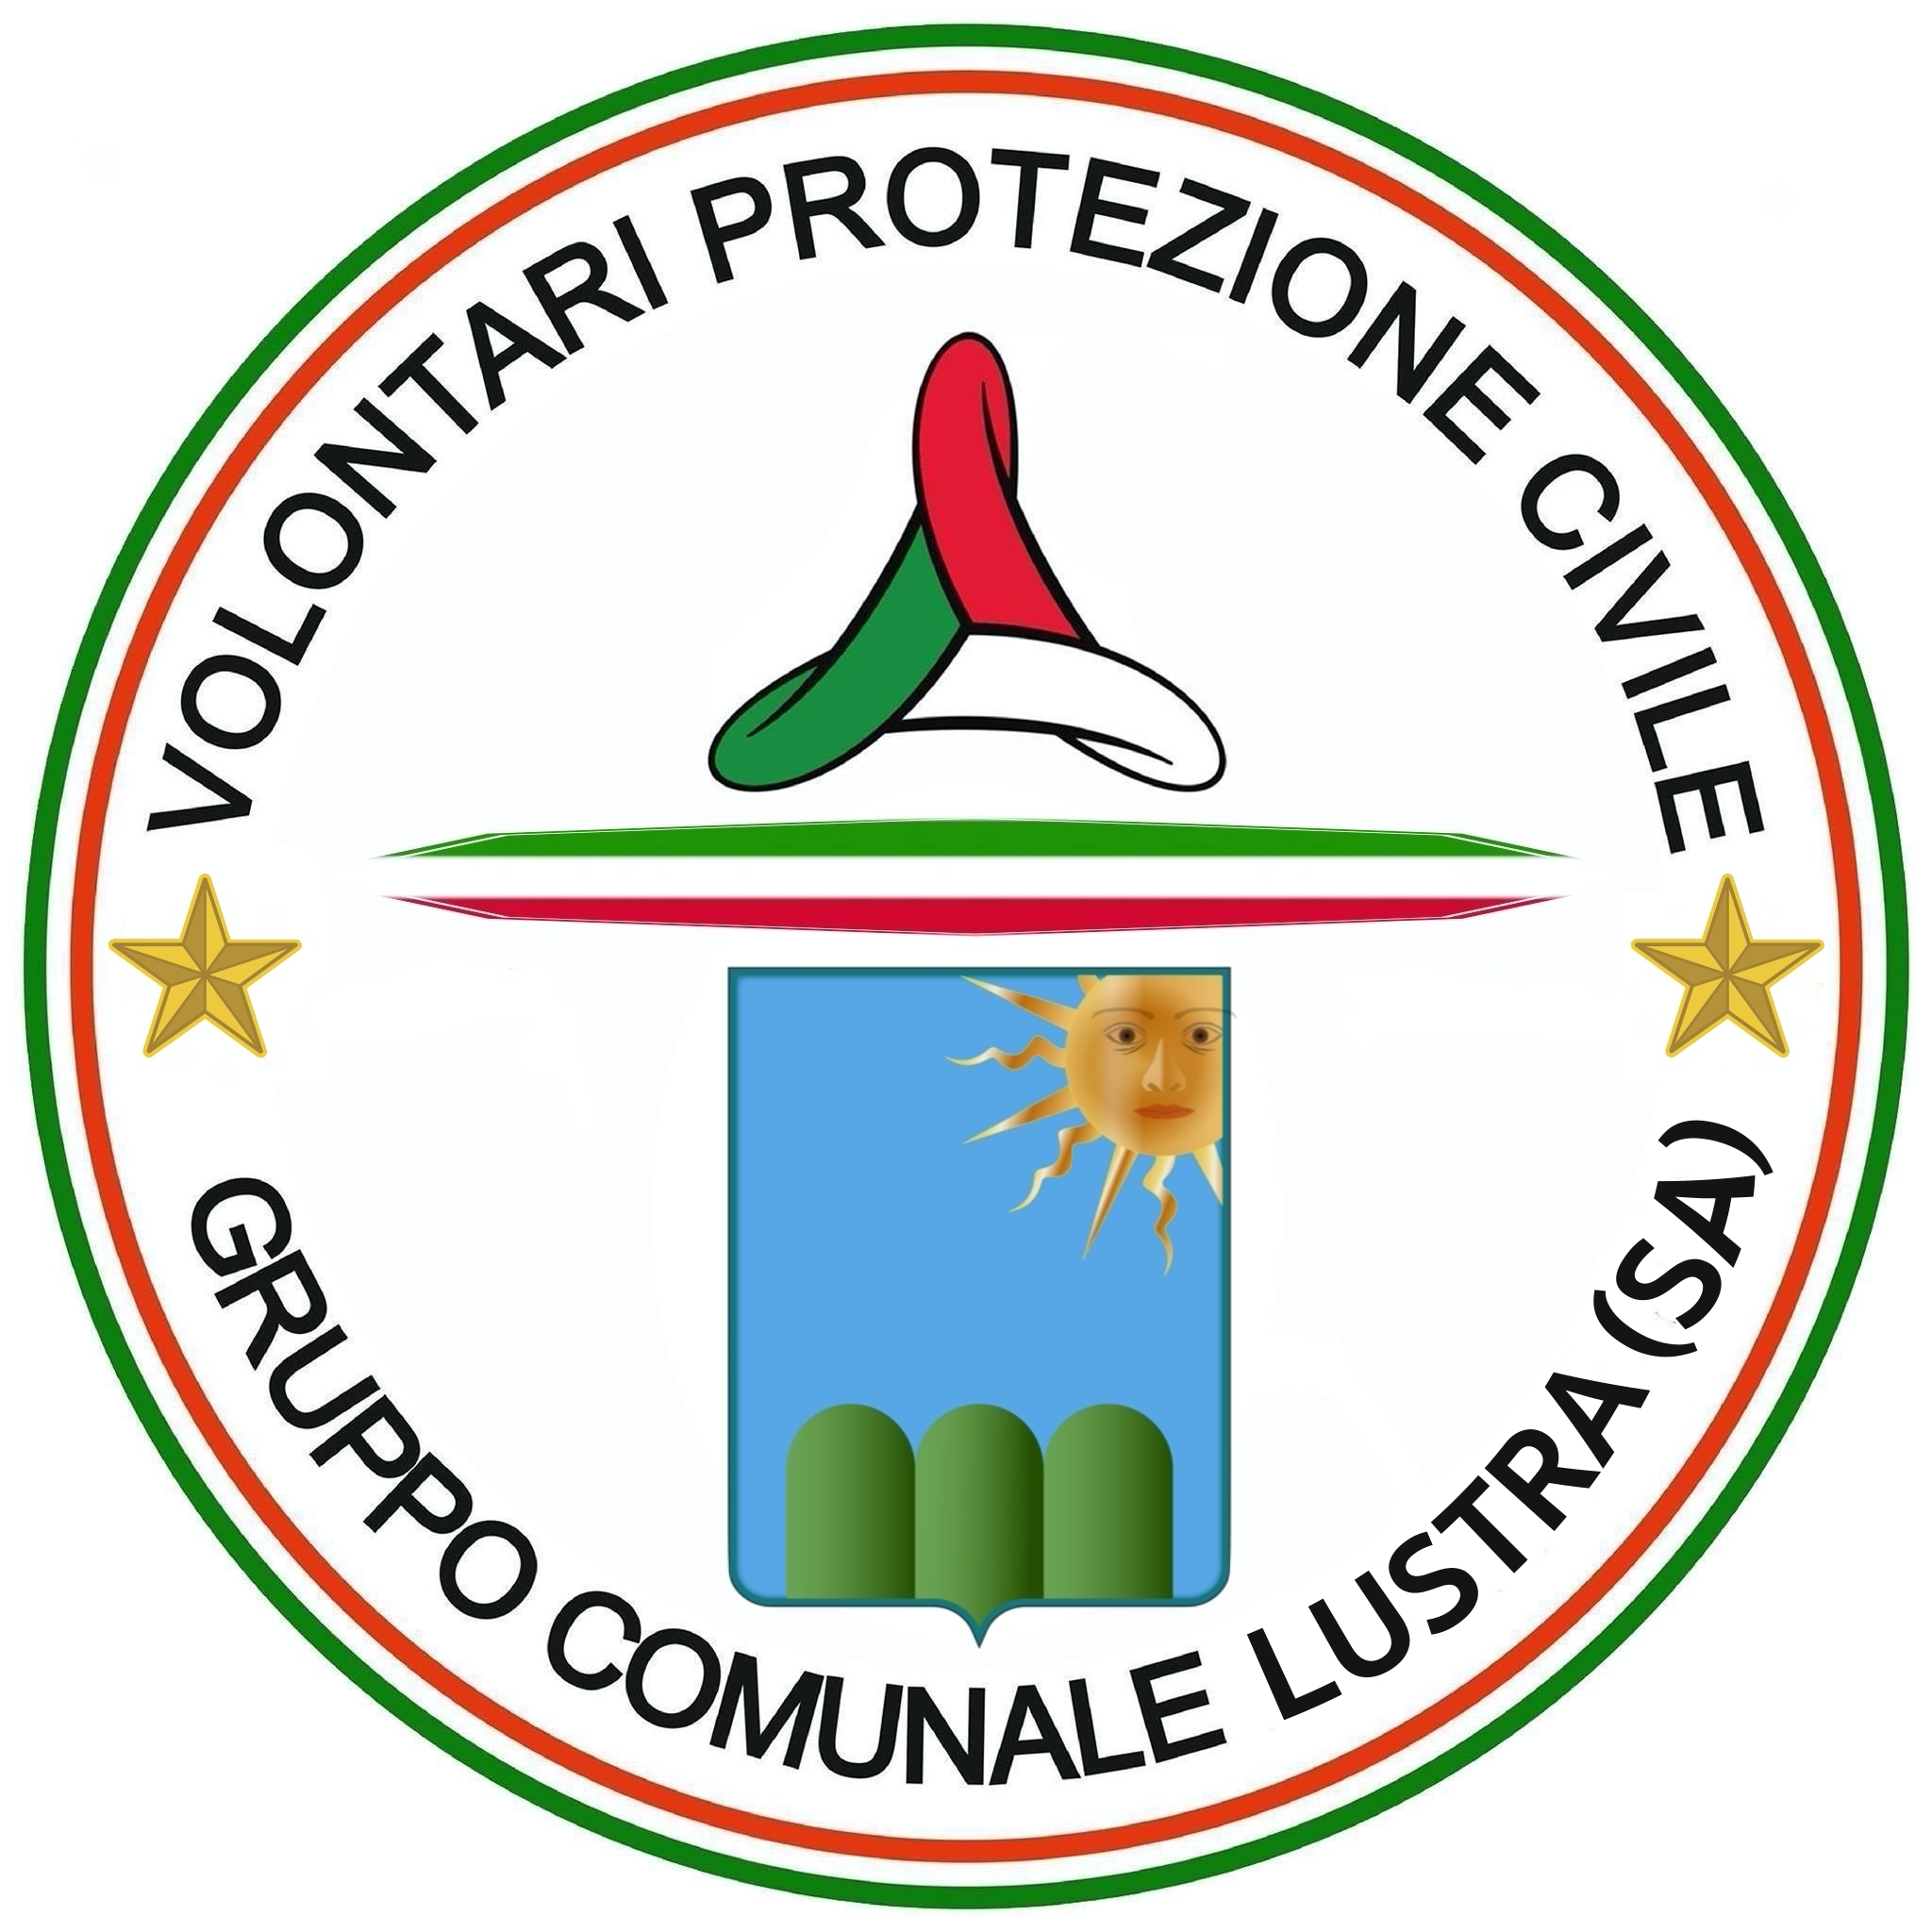 VOLONTARI PROTEZIONE CIVILE
GRUPPO COMUNALE LUSTRA (SA)